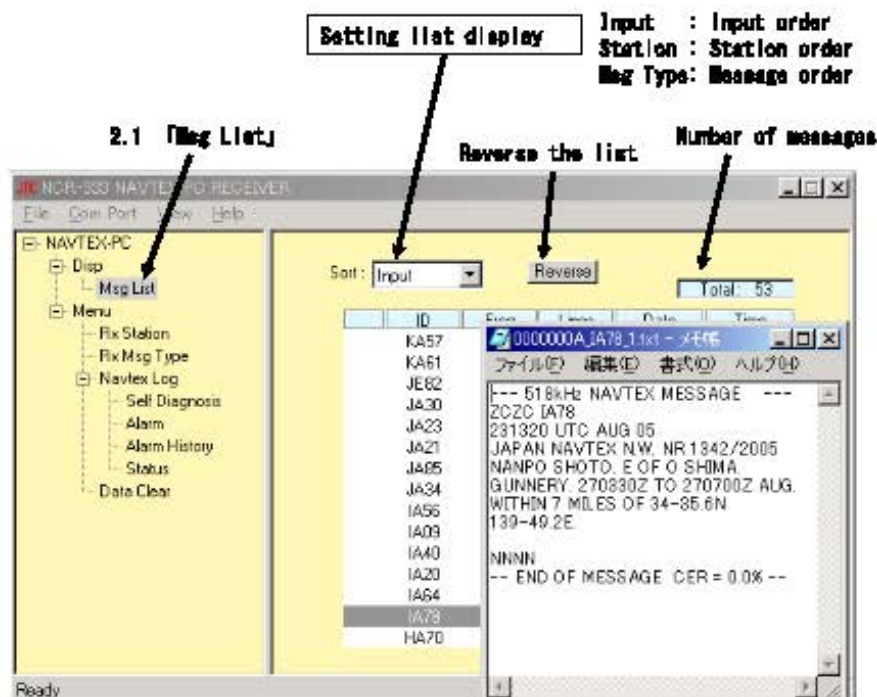 Setting list display
Input : Input order
Station : Station order
Msg Type: Message order
2.1 「Msg List」
Reverse the list
Number of messages
JRC NCR-333 NAVTEX-PC RECEIVER
File Com Port View Help
NAVTEX-PC
Disp
Msg List
Menu
Rx Station
Rx Msg Type
Navtex Log
Self Diagnosis
Alarm
Alarm History
Status
Data Clear
Sort: Input
Reverse
Total: 53
ID Freq Lines Date Time
KA57
KA61
JE82
JA30
JA23
JA21
JA85
JA34
IA56
IA09
IA40
IA20
IA64
IA78
HA70
0000000A_IA78_1.txt - メモ帳
ファイル(F) 編集(E) 書式(O) ヘルプ(H)
--- 518kHz NAVTEX MESSAGE ---
ZCZC IA78
231320 UTC AUG 05
JAPAN NAVTEX N.W. NR.1342/2005
NANPO SHOTO. E OF O SHIMA.
GUNNERY. 270330Z TO 270700Z AUG.
WITHIN 7 MILES OF 34-35.6N
139-49.2E.
NNNN
-- END OF MESSAGE CER = 0.0% --
Ready